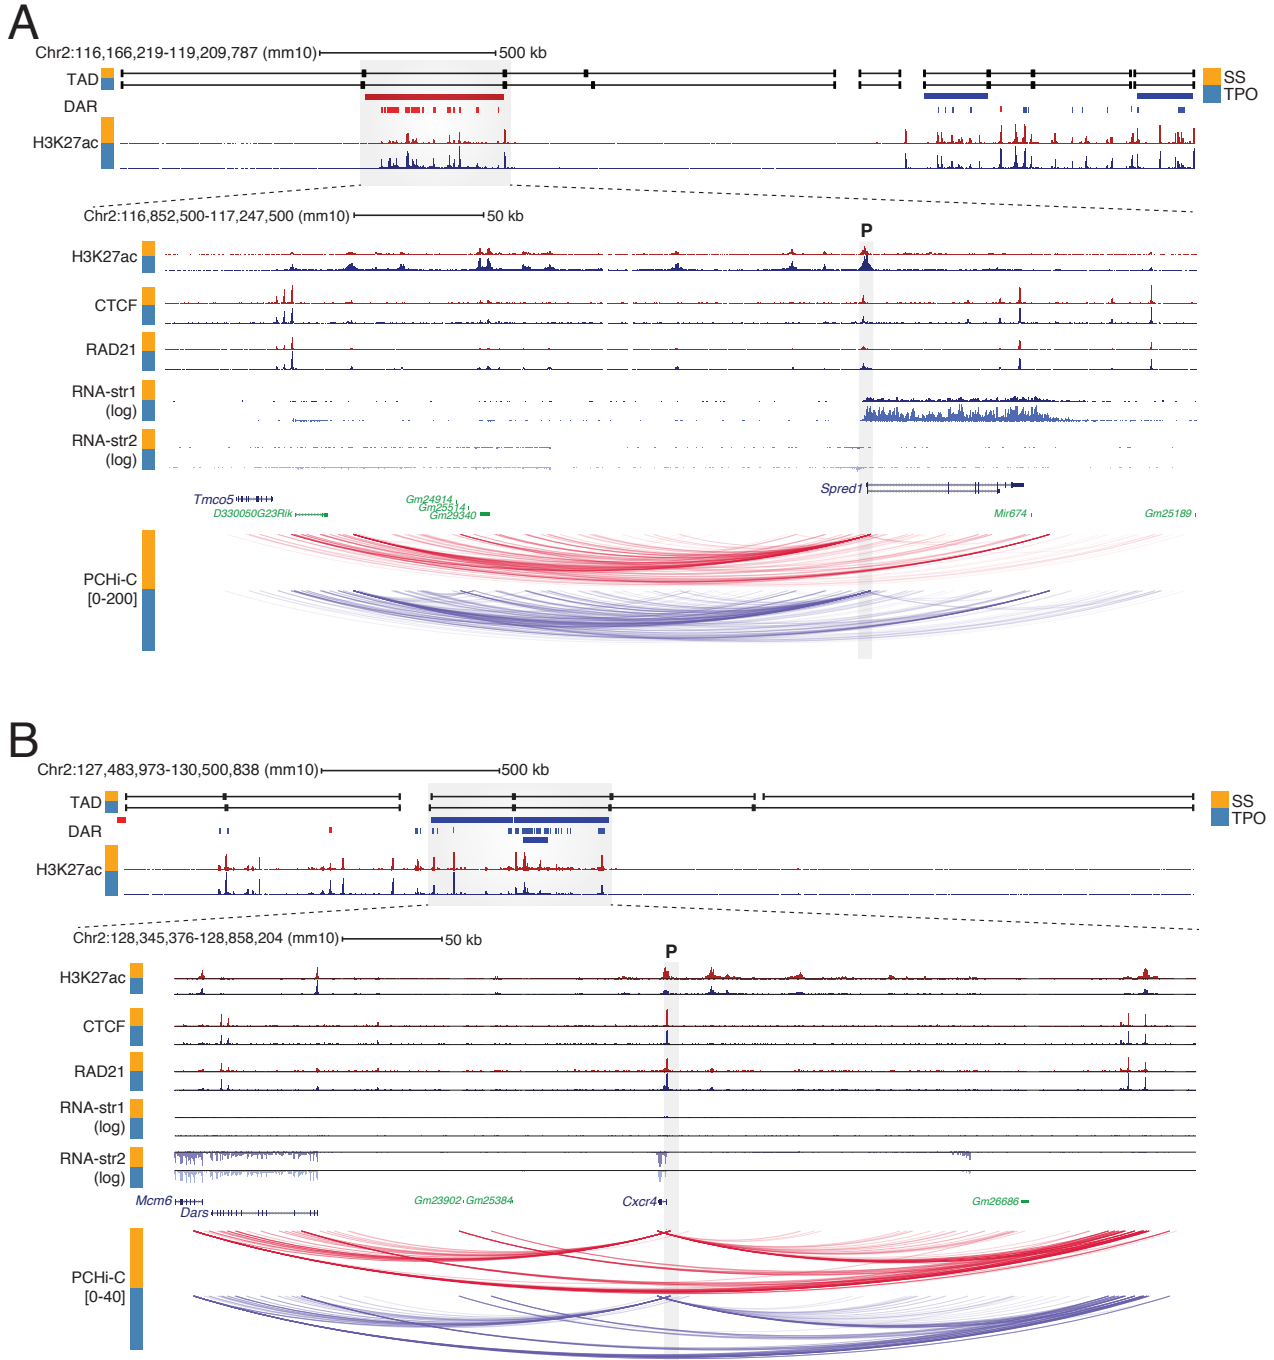 A
Chr2:116,166,219-119,209,787 (mm10) 500 kb
TAD
SS
TPO
DAR
H3K27ac
Chr2:116,852,500-117,247,500 (mm10) 50 kb
P
H3K27ac
CTCF
RAD21
RNA-str1
(log)
RNA-str2
(log)
Spred1
Tmco5
Gm24914
Gm25514
D330050G23Rik Gm29340 Mir674 Gm25189
PCHi-C
[0-200]
B
Chr2:127,483,973-130,500,838 (mm10) 500 kb
TAD
SS
TPO
DAR
H3K27ac
Chr2:128,345,376-128,858,204 (mm10) 50 kb
P
H3K27ac
CTCF
RAD21
RNA-str1
(log)
RNA-str2
(log)
Mcm6 Gm23902 Gm25384 Cxcr4 Gm26686
Dars
PCHi-C
[0-40]